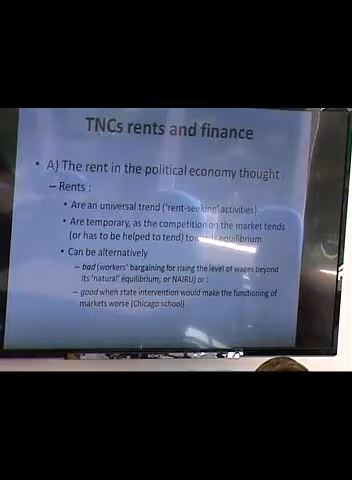 TNCs rents and finance
• A) The rent in the political economy thought :
– Rents :
• Are an universal trend ('rent-seeking' activities)
• Are temporary, as the competition on the market tends
(or has to be helped to tend) towards equilibrium
• Can be alternatively
– bad (workers' bargaining for rising the level of wages beyond
its 'natural' equilibrium, or NAIRU) or :
– good when state intervention would make the functioning of
markets worse (Chicago school)
SONY